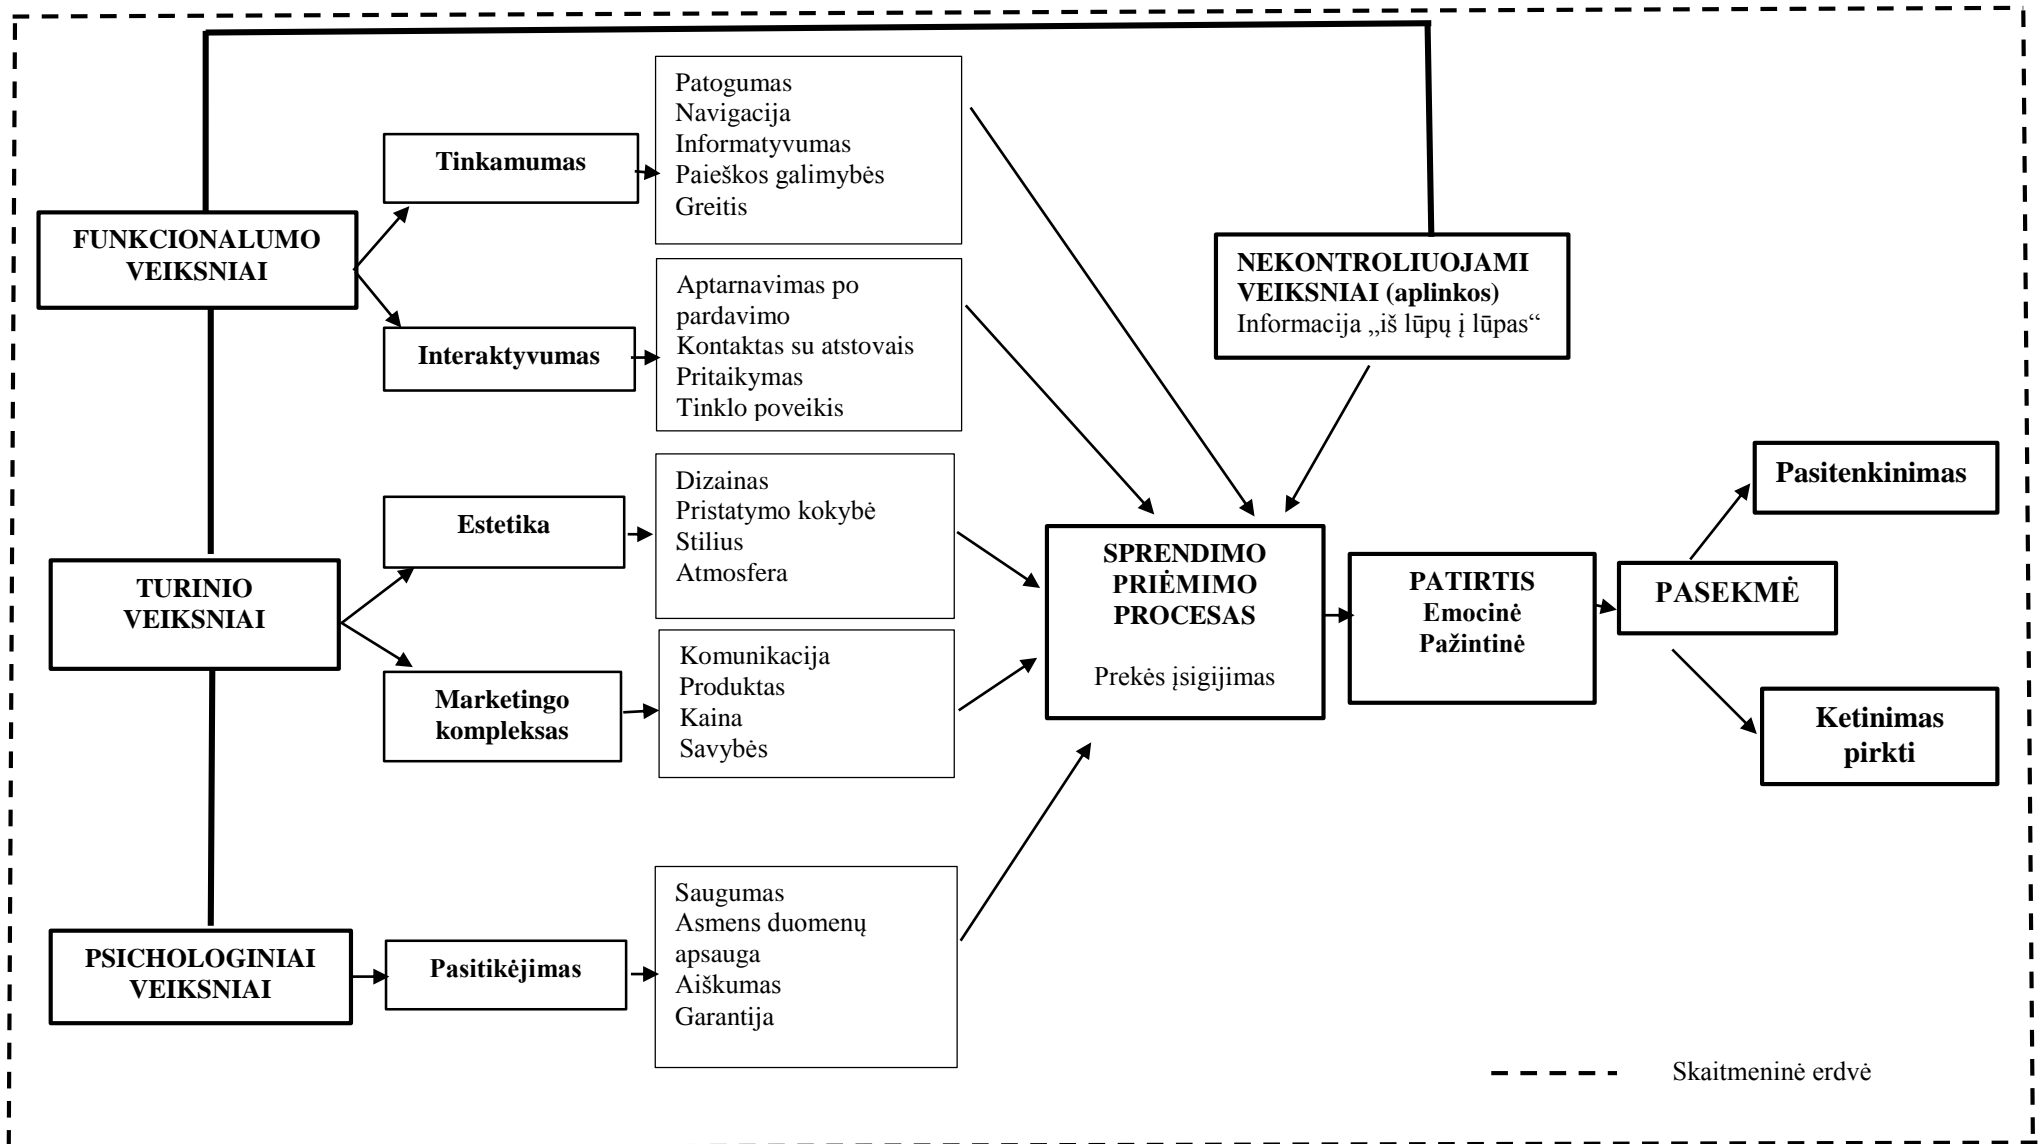 FUNKCIONALUMO
VEIKSNIAI
Tinkamumas
Patogumas
Navigacija
Informatyvumas
Paieškos galimybės
Greitis
Interaktyvumas
Aptarnavimas po
pardavimo
Kontaktas su atstovais
Pritaikymas
Tinklo poveikis
TURINIO
VEIKSNIAI
Estetika
Dizainas
Pristatymo kokybė
Stilius
Atmosfera
Marketingo
kompleksas
Komunikacija
Produktas
Kaina
Savybės
PSICHOLOGINIAI
VEIKSNIAI
Pasitikėjimas
Saugumas
Asmens duomenų
apsauga
Aiškumas
Garantija
NEKONTROLIUOJAMI
VEIKSNIAI (aplinkos)
Informacija „iš lūpų į lūpas“
SPRENDIMO
PRIĖMIMO
PROCESAS
Prekės įsigijimas
PATIRTIS
Emocinė
Pažintinė
PASEKMĖ
Pasitenkinimas
Ketinimas
pirkti
Skaitmeninė erdvė